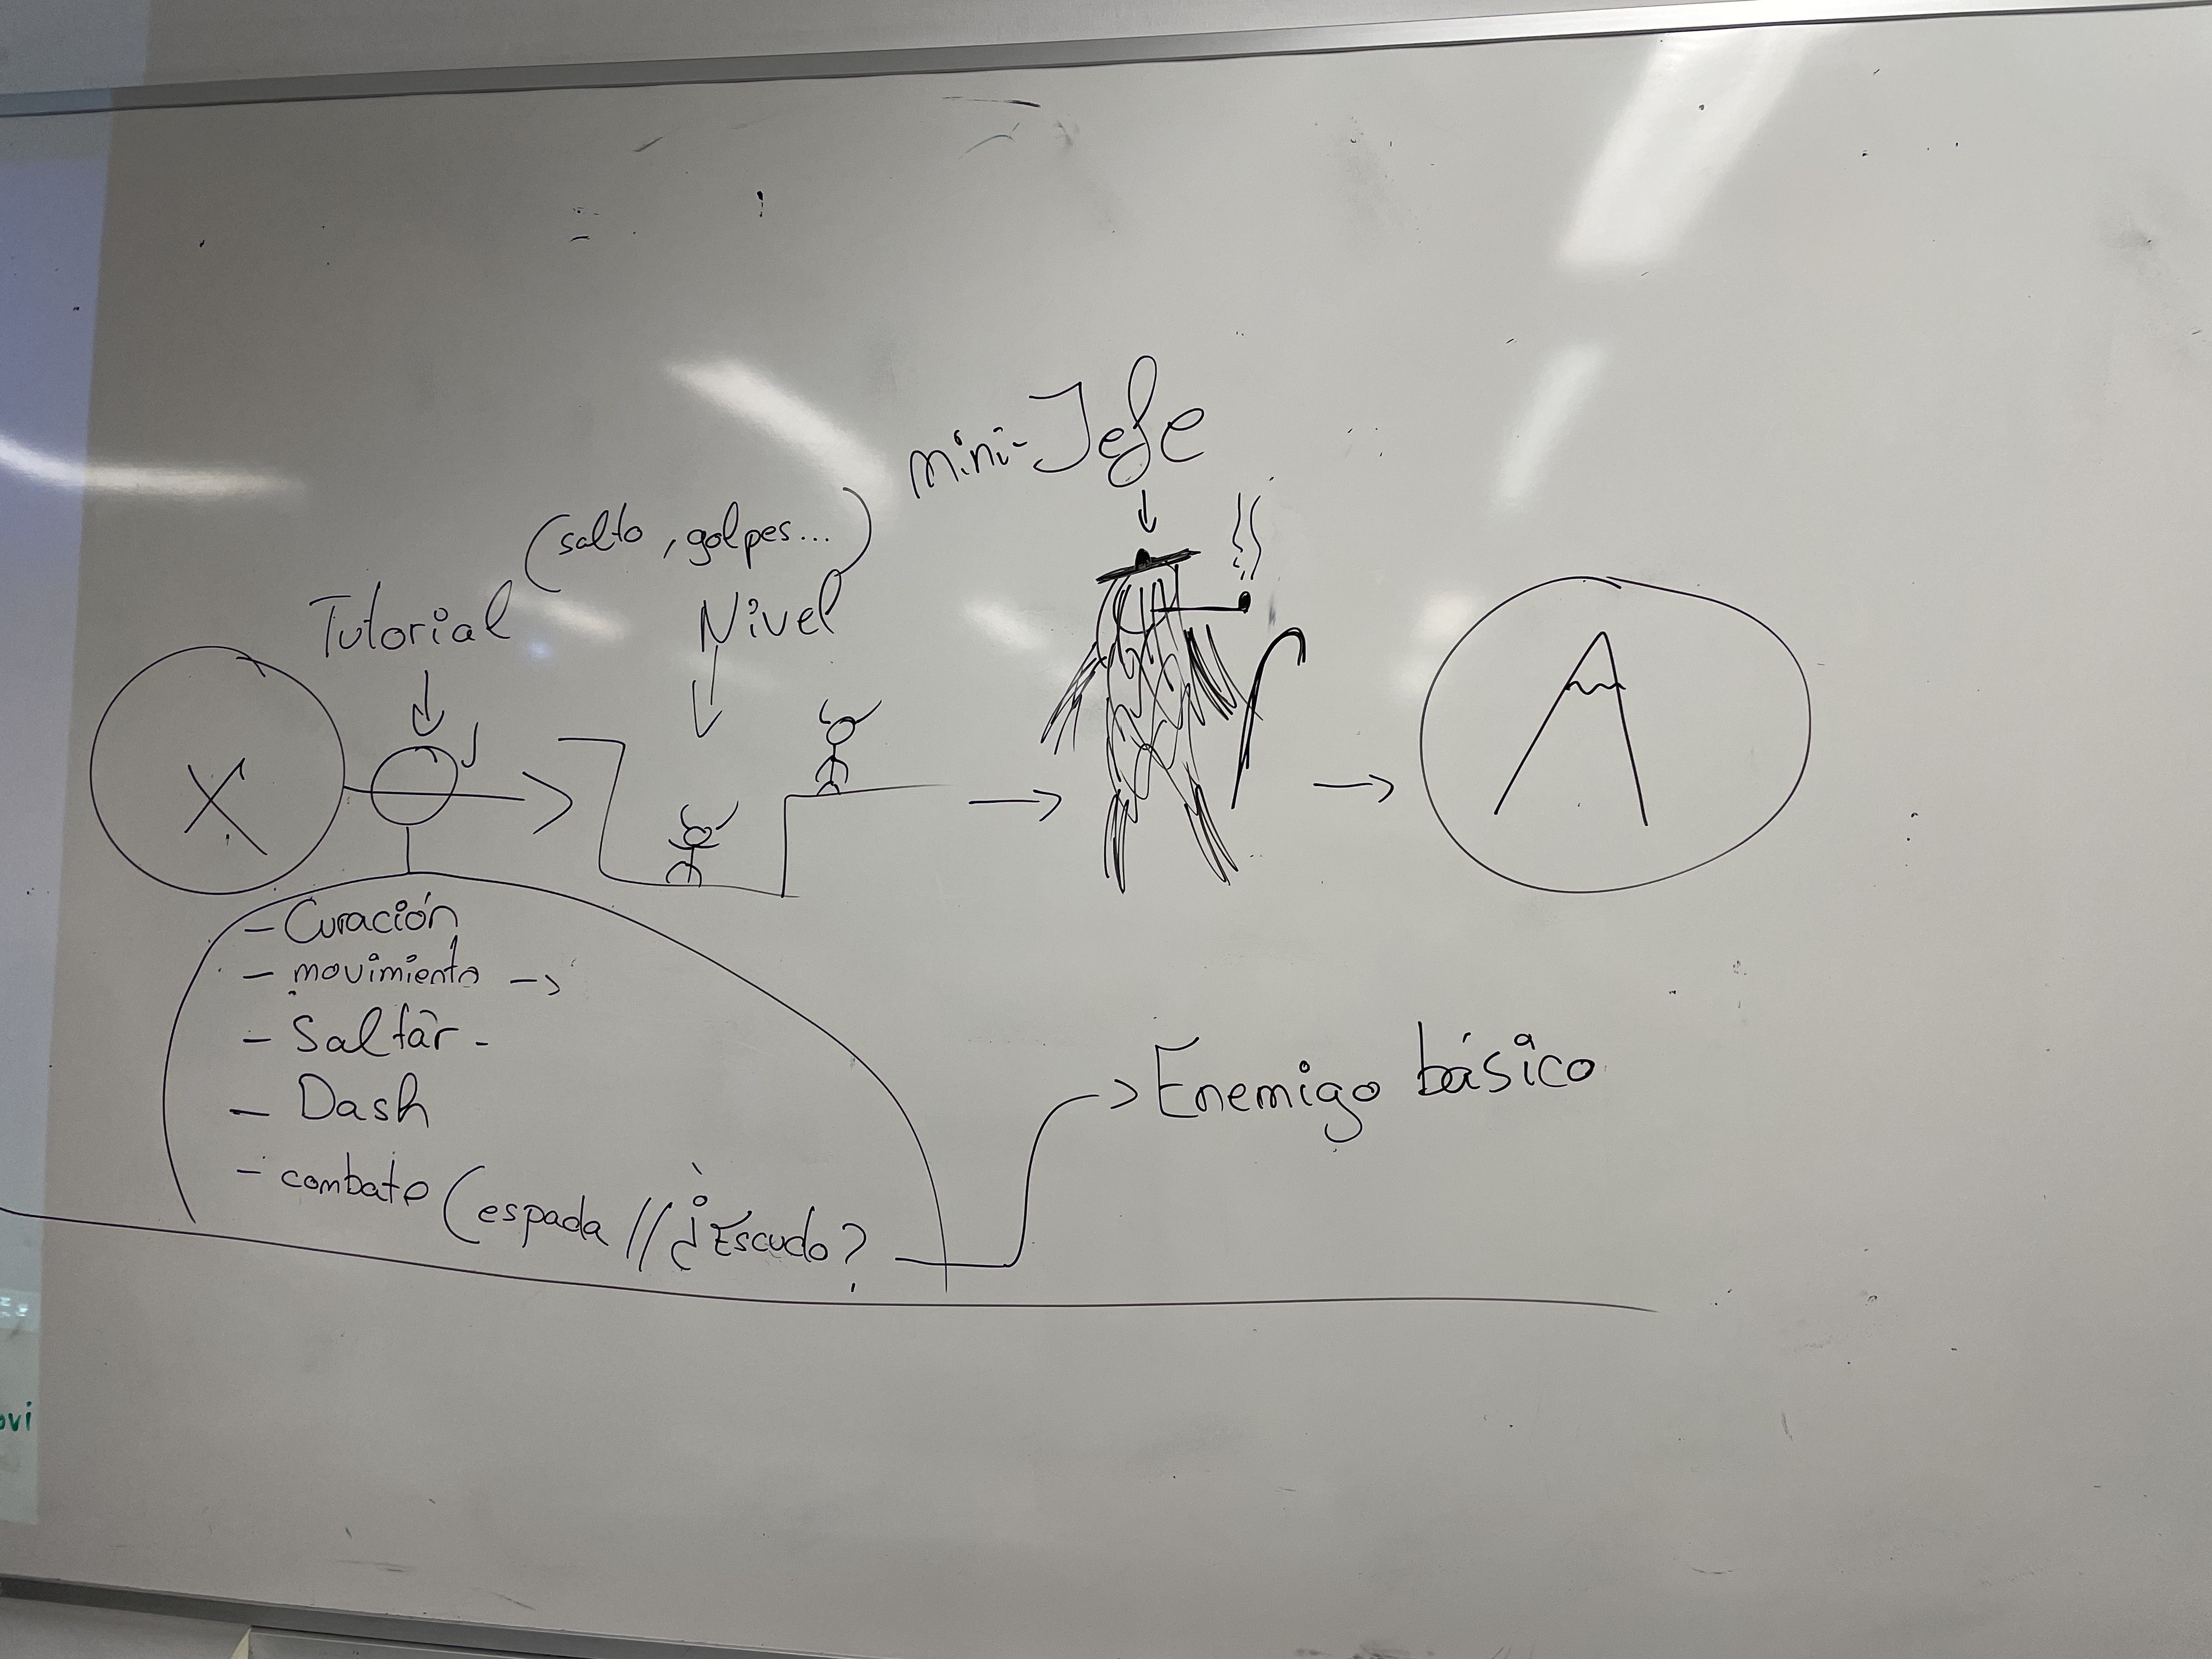 mini-Jefe
(salto, golpes...)
Tutorial
Nivel
X
- Curación
- movimiento ->
- Saltar -
- Dash
- combate (espada // ¿Escudo?
-> Enemigo básico
ovi